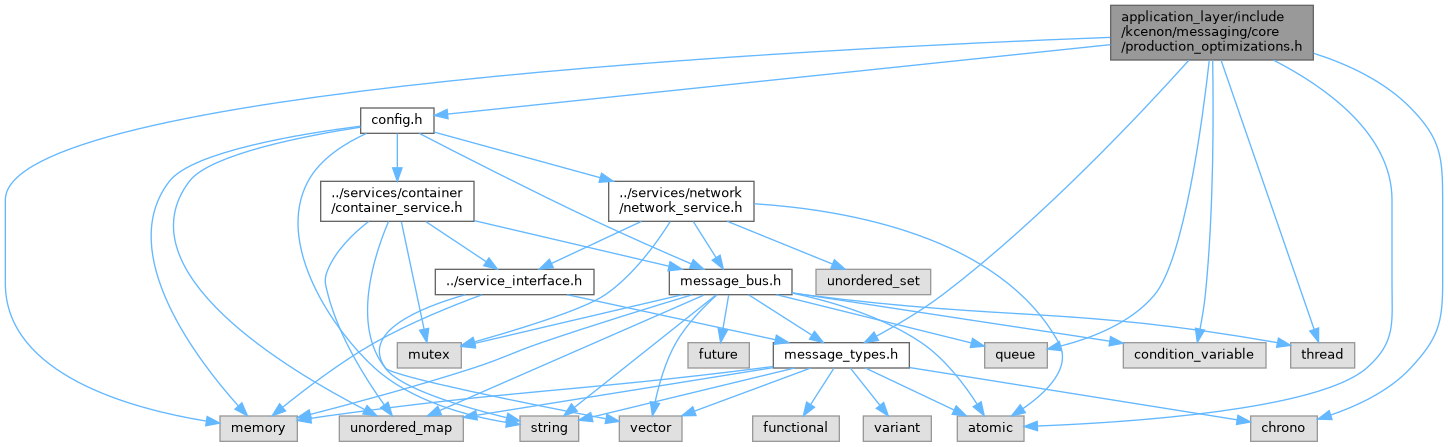 application_layer/include
/kcenon/messaging/core
/production_optimizations.h
config.h
../services/container
/container_service.h
../services/network
/network_service.h
../service_interface.h
message_bus.h
unordered_set
mutex
future
message_types.h
queue
condition_variable
thread
memory
unordered_map
string
vector
functional
variant
atomic
chrono